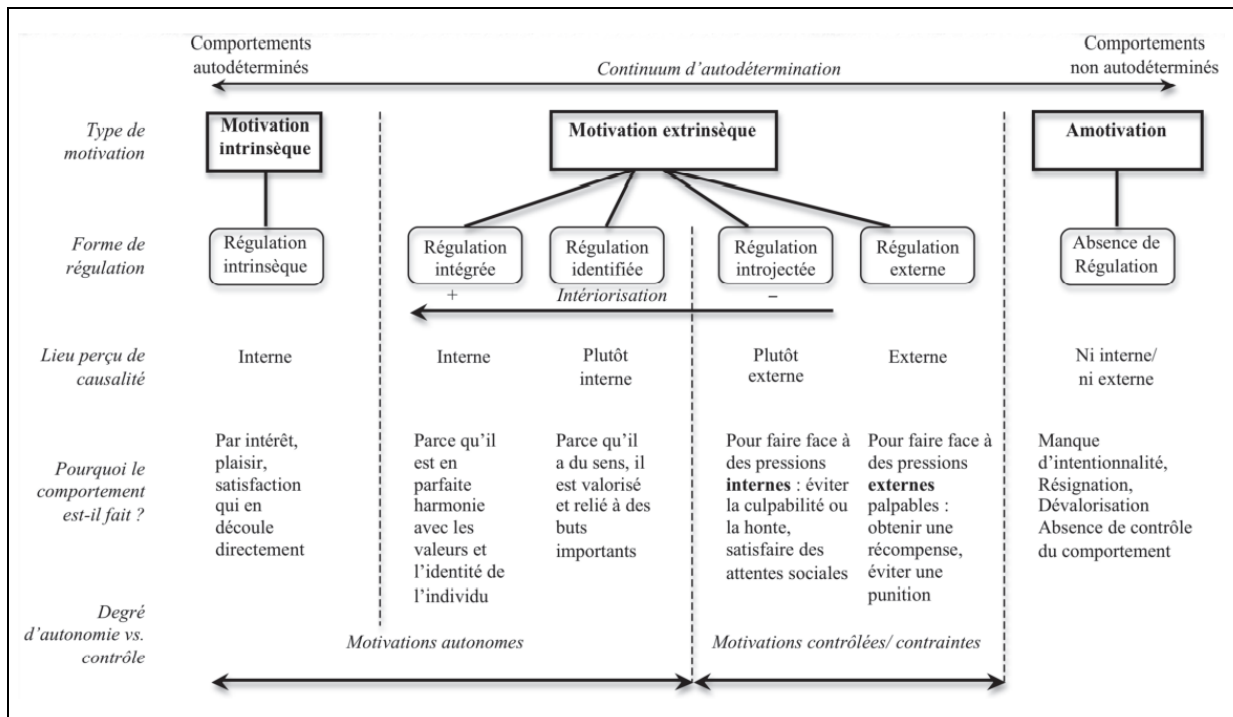 Comportements
autodéterminés
Continuum d'autodétermination
Comportements
non autodéterminés
Type de
motivation
Motivation
intrinsèque
Motivation extrinsèque
Amotivation
Forme de
régulation
Régulation
intrinsèque
Régulation
intégrée
Régulation
identifiée
Régulation
introjectée
Régulation
externe
Absence de
Régulation
+
Intériorisation
–
Lieu perçu de
causalité
Interne
Interne
Plutôt
interne
Plutôt
externe
Externe
Ni interne/
ni externe
Pourquoi le
comportement
est-il fait ?
Par intérêt,
plaisir,
satisfaction
qui en
découle
directement
Parce qu'il
est en
parfaite
harmonie
avec les
valeurs et
l'identité de
l'individu
Parce qu'il
a du sens, il
est valorisé
et relié à des
buts
importants
Pour faire face à
des pressions
internes : éviter
la culpabilité ou
la honte,
satisfaire des
attentes sociales
Pour faire face à
des pressions
externes
palpables :
obtenir une
récompense,
éviter une
punition
Manque
d'intentionnalité,
Résignation,
Dévalorisation
Absence de contrôle
du comportement
Degré
d'autonomie vs.
contrôle
Motivations autonomes
Motivations contrôlées/ contraintes